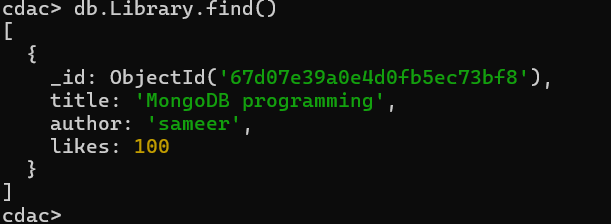 cdac> db.Library.find()
[
  {
    _id: ObjectId('67d07e39a0e4d0fb5ec73bf8'),
    title: 'MongoDB programming',
    author: 'sameer',
    likes: 100
  }
]
cdac>